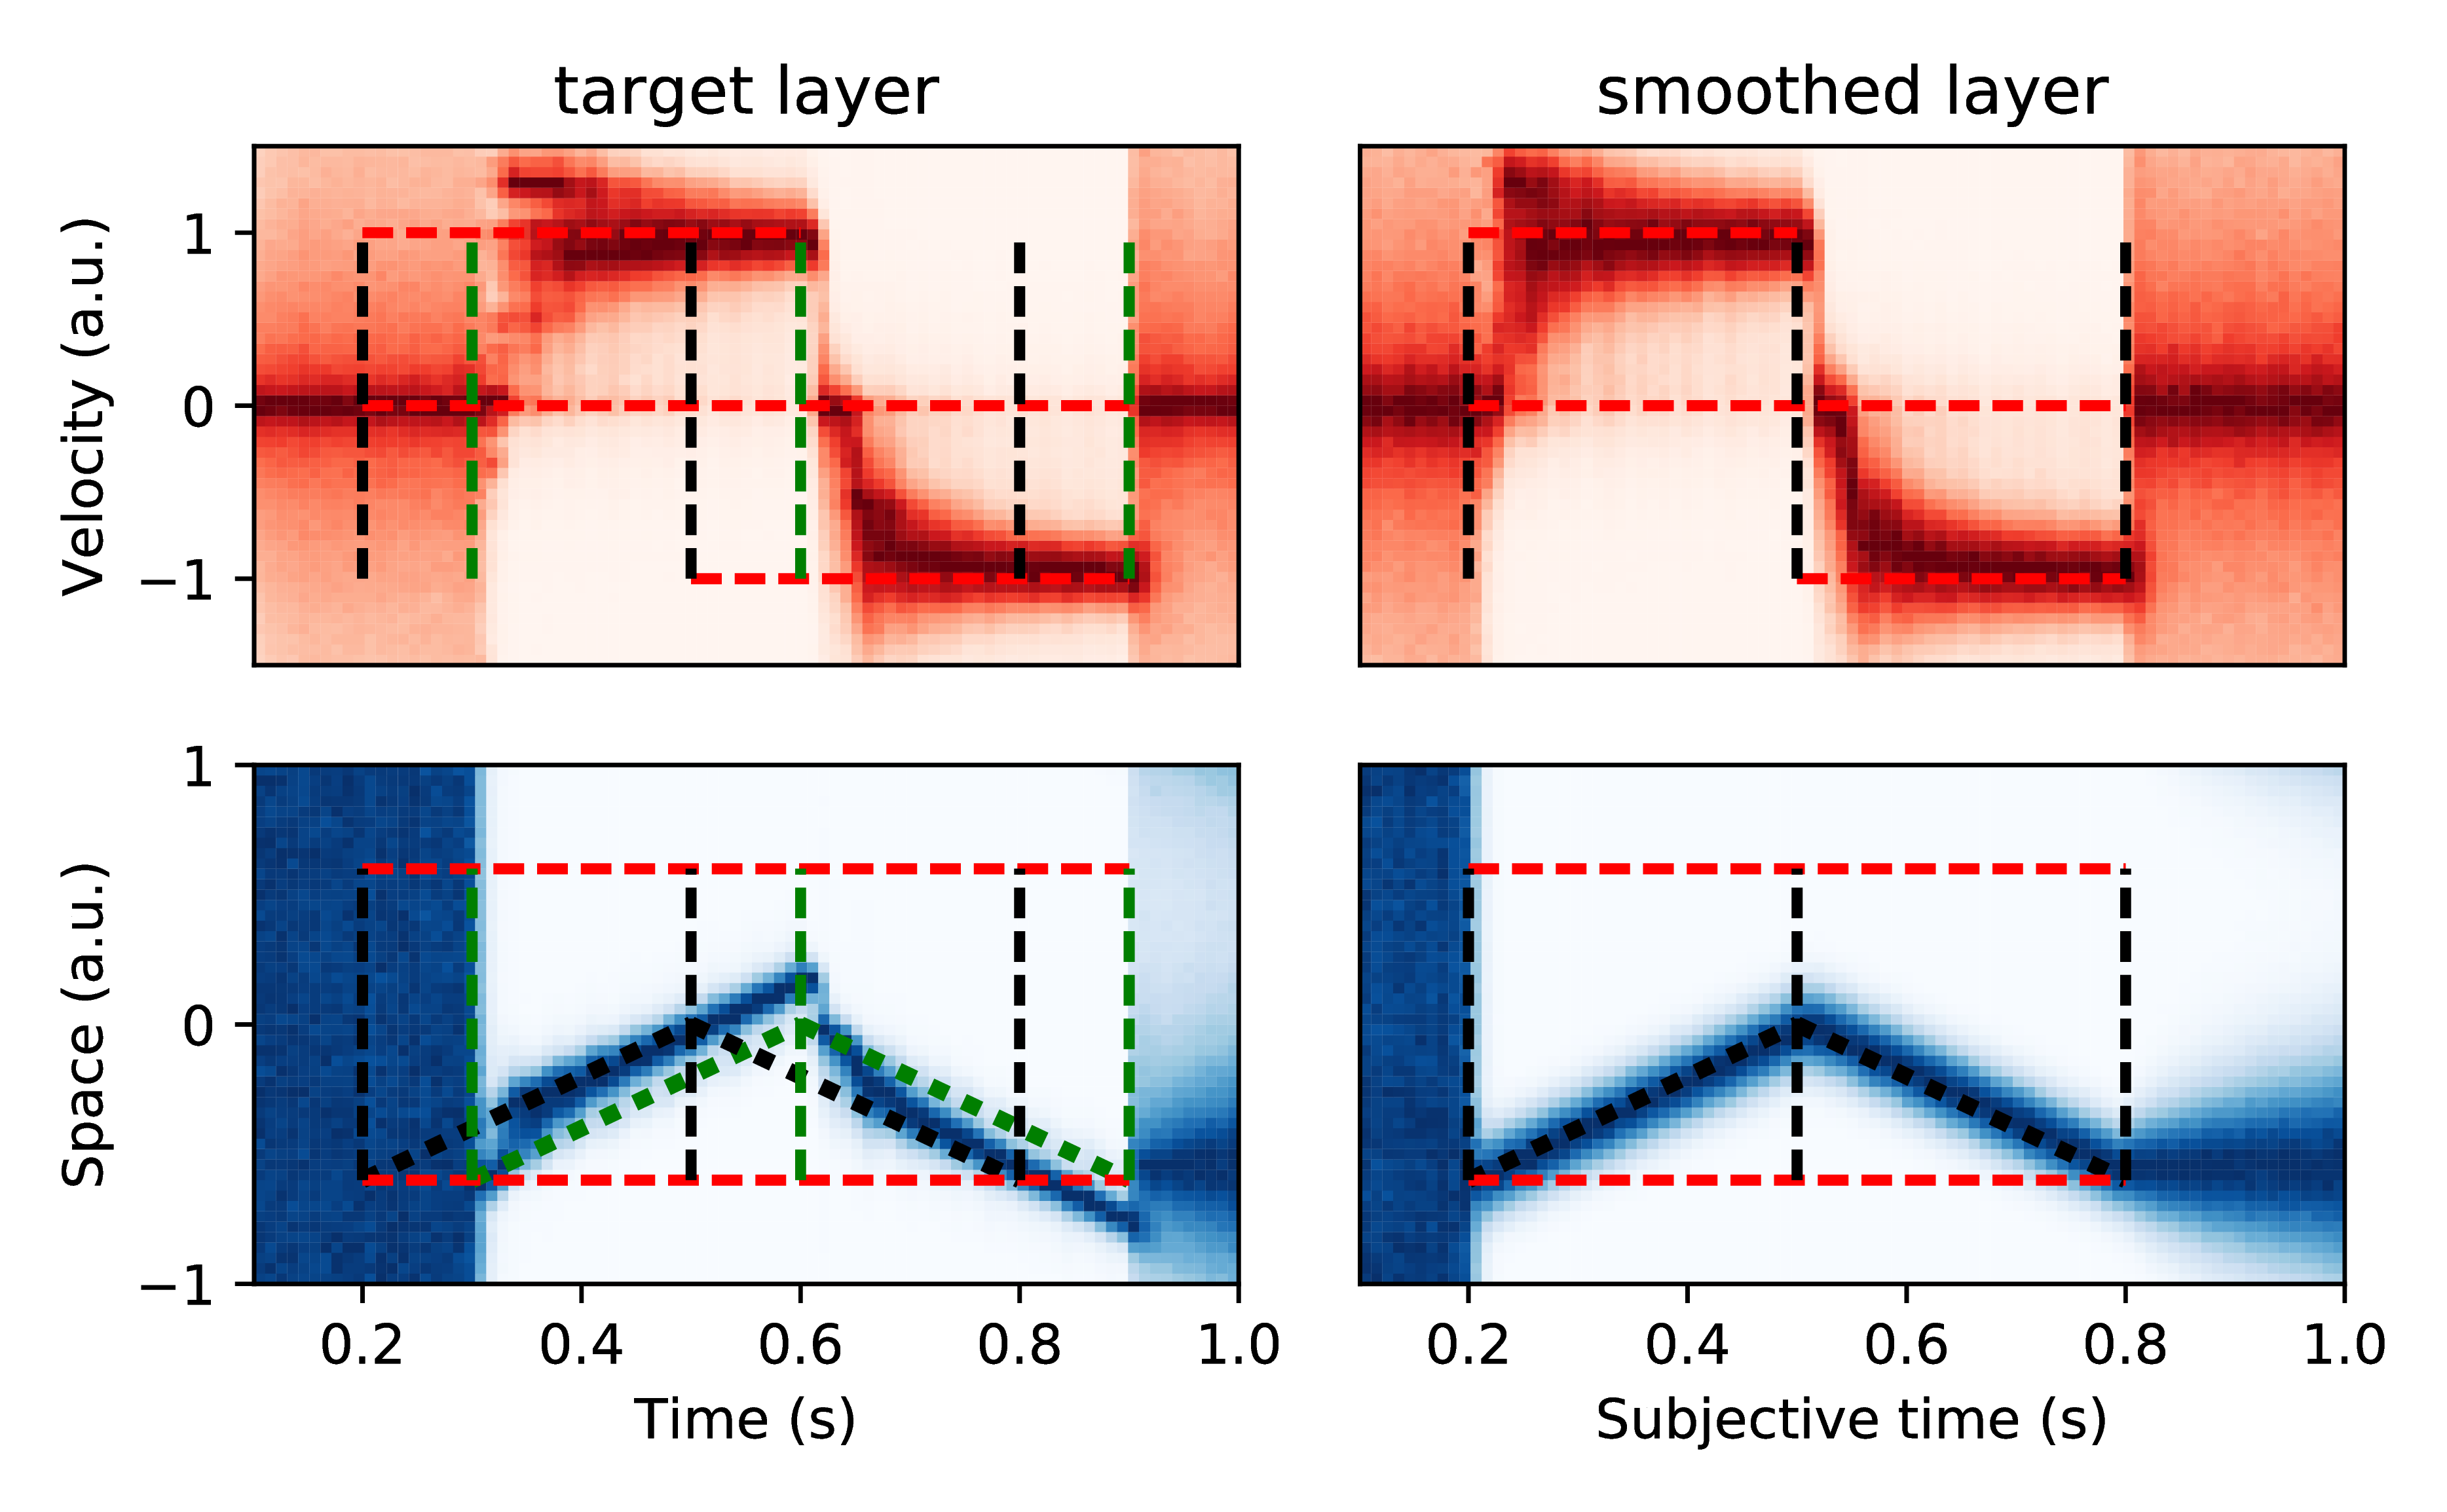 target layer
smoothed layer
Velocity (a.u.)
1
0
−1
Space (a.u.)
1
0
−1
0.2 0.4 0.6 0.8 1.0
0.2 0.4 0.6 0.8 1.0
Time (s)
Subjective time (s)